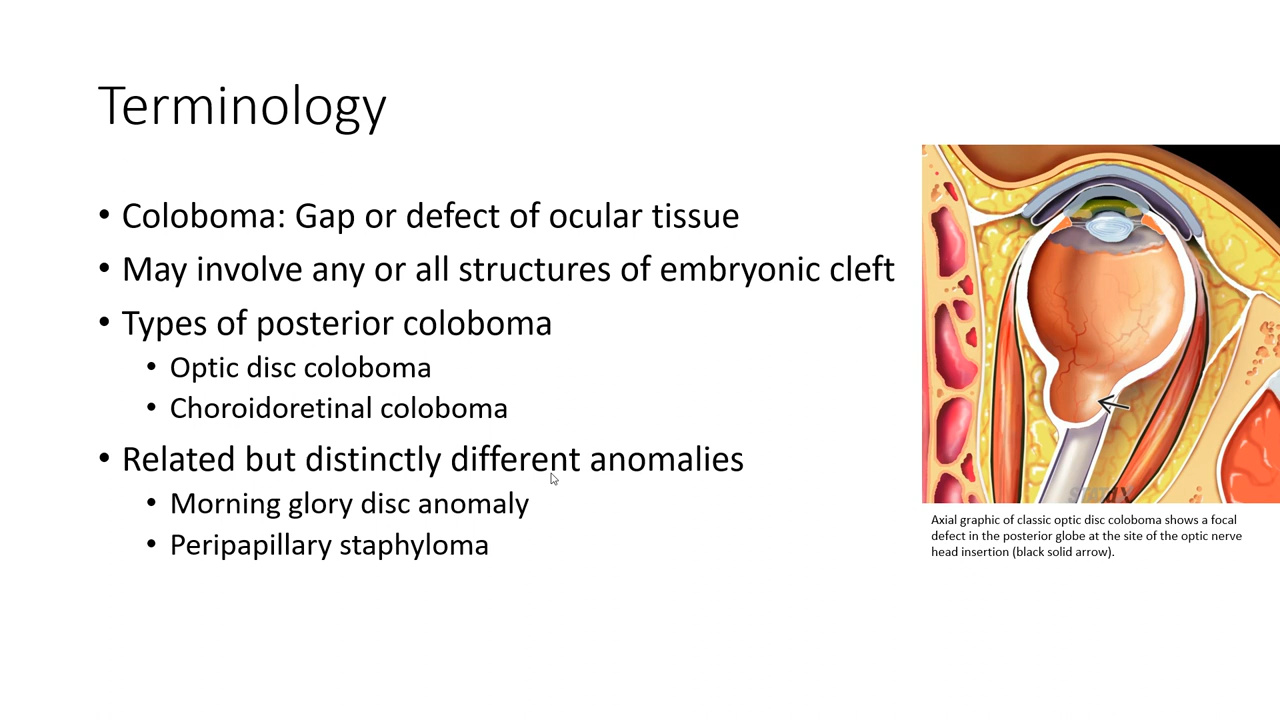 Terminology
• Coloboma: Gap or defect of ocular tissue
• May involve any or all structures of embryonic cleft
• Types of posterior coloboma
• Optic disc coloboma
• Choroidoretinal coloboma
• Related but distinctly different anomalies
• Morning glory disc anomaly
• Peripapillary staphyloma
Axial graphic of classic optic disc coloboma shows a focal
defect in the posterior globe at the site of the optic nerve
head insertion (black solid arrow).